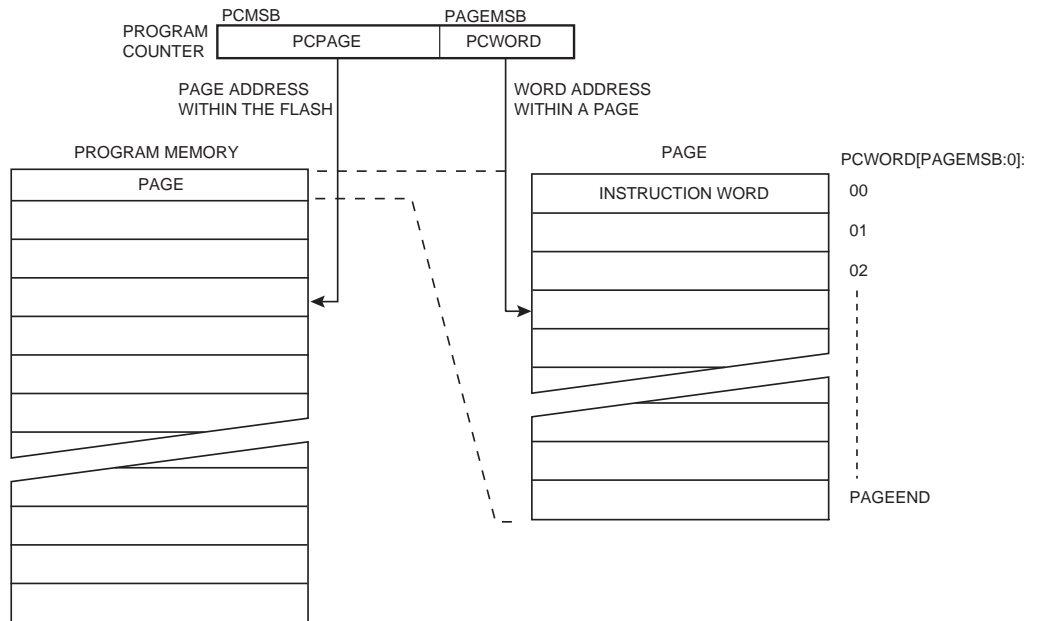 PCMSB PAGEMSB
PROGRAM
COUNTER
PCPAGE PCWORD
PAGE ADDRESS
WITHIN THE FLASH
WORD ADDRESS
WITHIN A PAGE
PROGRAM MEMORY
PAGE
PAGE
INSTRUCTION WORD
PCWORD[PAGEMSB:0]:
00
01
02
PAGEEND